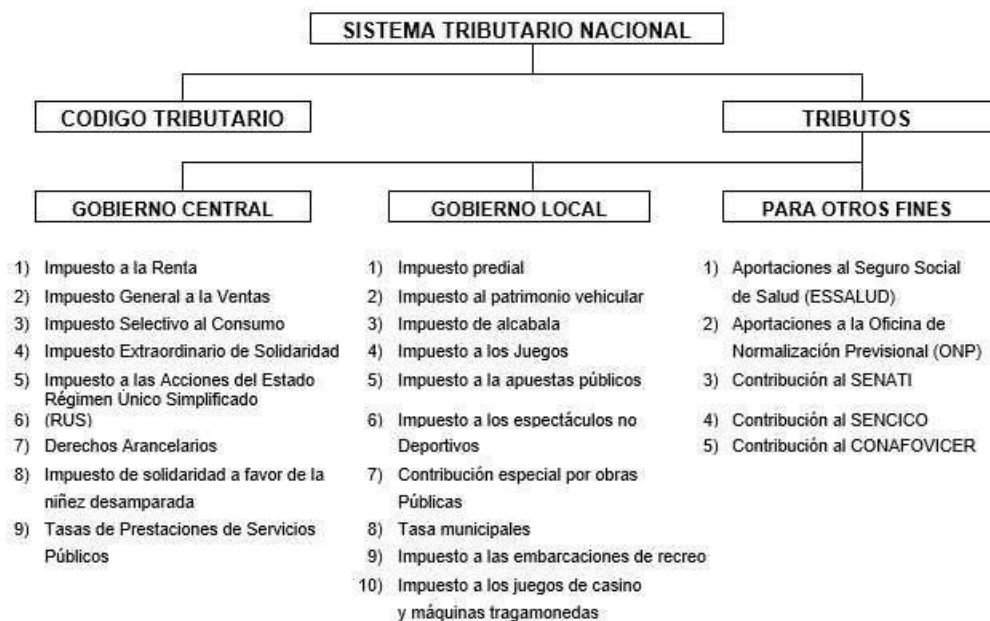 SISTEMA TRIBUTARIO NACIONAL
CODIGO TRIBUTARIO
TRIBUTOS
GOBIERNO CENTRAL
GOBIERNO LOCAL
PARA OTROS FINES
1) Impuesto a la Renta
2) Impuesto General a la Ventas
3) Impuesto Selectivo al Consumo
4) Impuesto Extraordinario de Solidaridad
5) Impuesto a las Acciones del Estado
Régimen Único Simplificado
6) (RUS)
7) Derechos Arancelarios
8) Impuesto de solidaridad a favor de la
niñez desamparada
9) Tasas de Prestaciones de Servicios
Públicos
1) Impuesto predial
2) Impuesto al patrimonio vehicular
3) Impuesto de alcabala
4) Impuesto a los Juegos
5) Impuesto a la apuestas públicos
6) Impuesto a los espectáculos no
Deportivos
7) Contribución especial por obras
Públicas
8) Tasa municipales
9) Impuesto a las embarcaciones de recreo
10) Impuesto a los juegos de casino
y máquinas tragamonedas
1) Aportaciones al Seguro Social
de Salud (ESSALUD)
2) Aportaciones a la Oficina de
Normalización Previsional (ONP)
3) Contribución al SENATI
4) Contribución al SENCICO
5) Contribución al CONAFOVICER